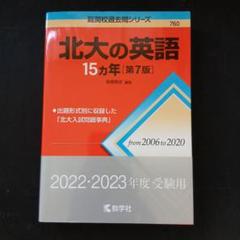 難関校過去問シリーズ
760
北大の英語
15カ年[第7版]
編著
●出題形式別に収録した
「北大入試問題事典」
from 2006 to 2020
2022・2023年度受験用
教学社